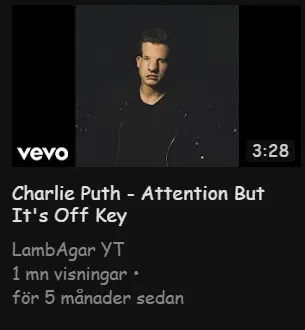 vevo
3:28
Charlie Puth - Attention But
It's Off Key
LambAgar YT
1 mn visningar •
för 5 månader sedan